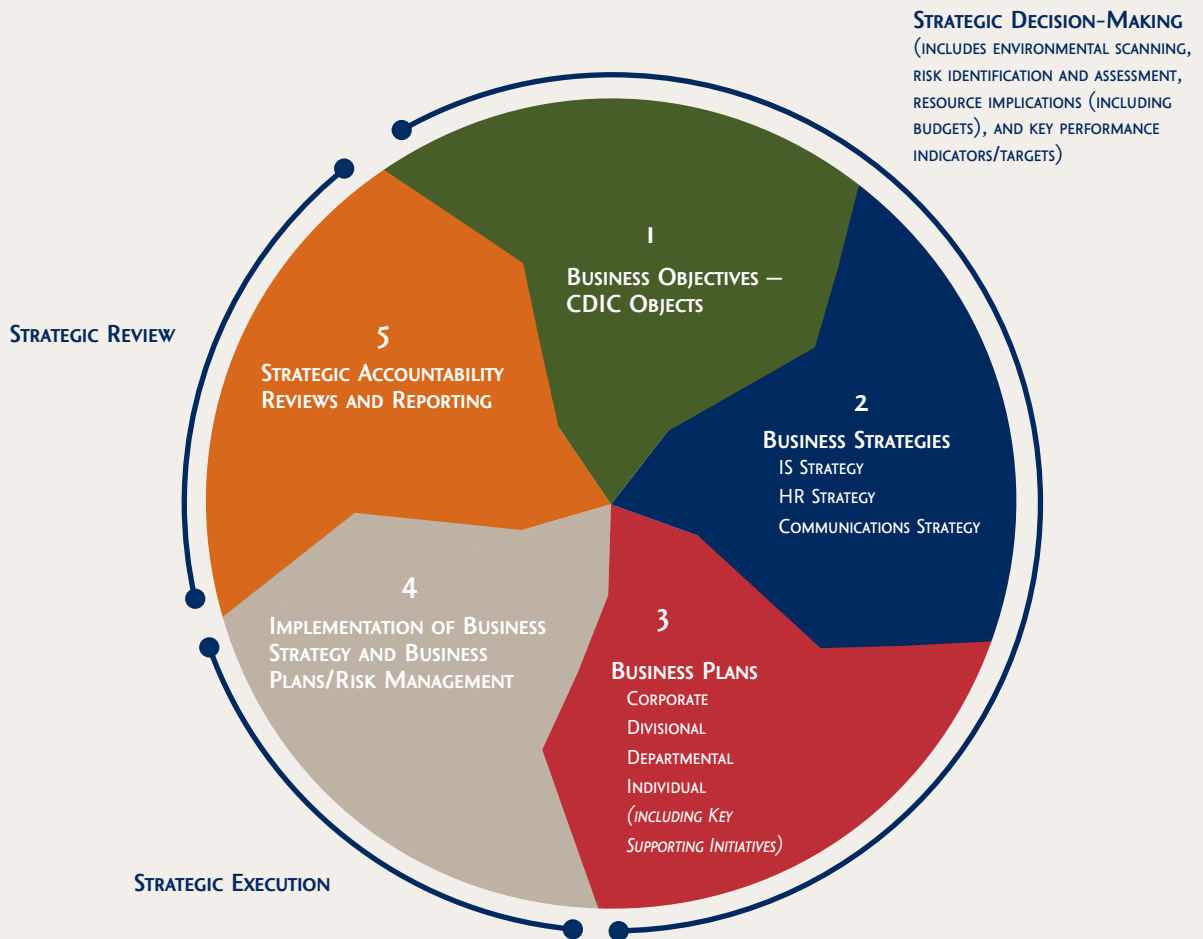 Strategic Decision-Making
(includes environmental scanning,
risk identification and assessment,
resource implications (including
budgets), and key performance
indicators/targets)
1
Business Objectives –
CDIC Objects
2
Business Strategies
IS Strategy
HR Strategy
Communications Strategy
3
Business Plans
Corporate
Divisional
Departmental
Individual
(including Key
Supporting Initiatives)
4
Implementation of Business
Strategy and Business
Plans/Risk Management
Strategic Execution
5
Strategic Accountability
Reviews and Reporting
Strategic Review